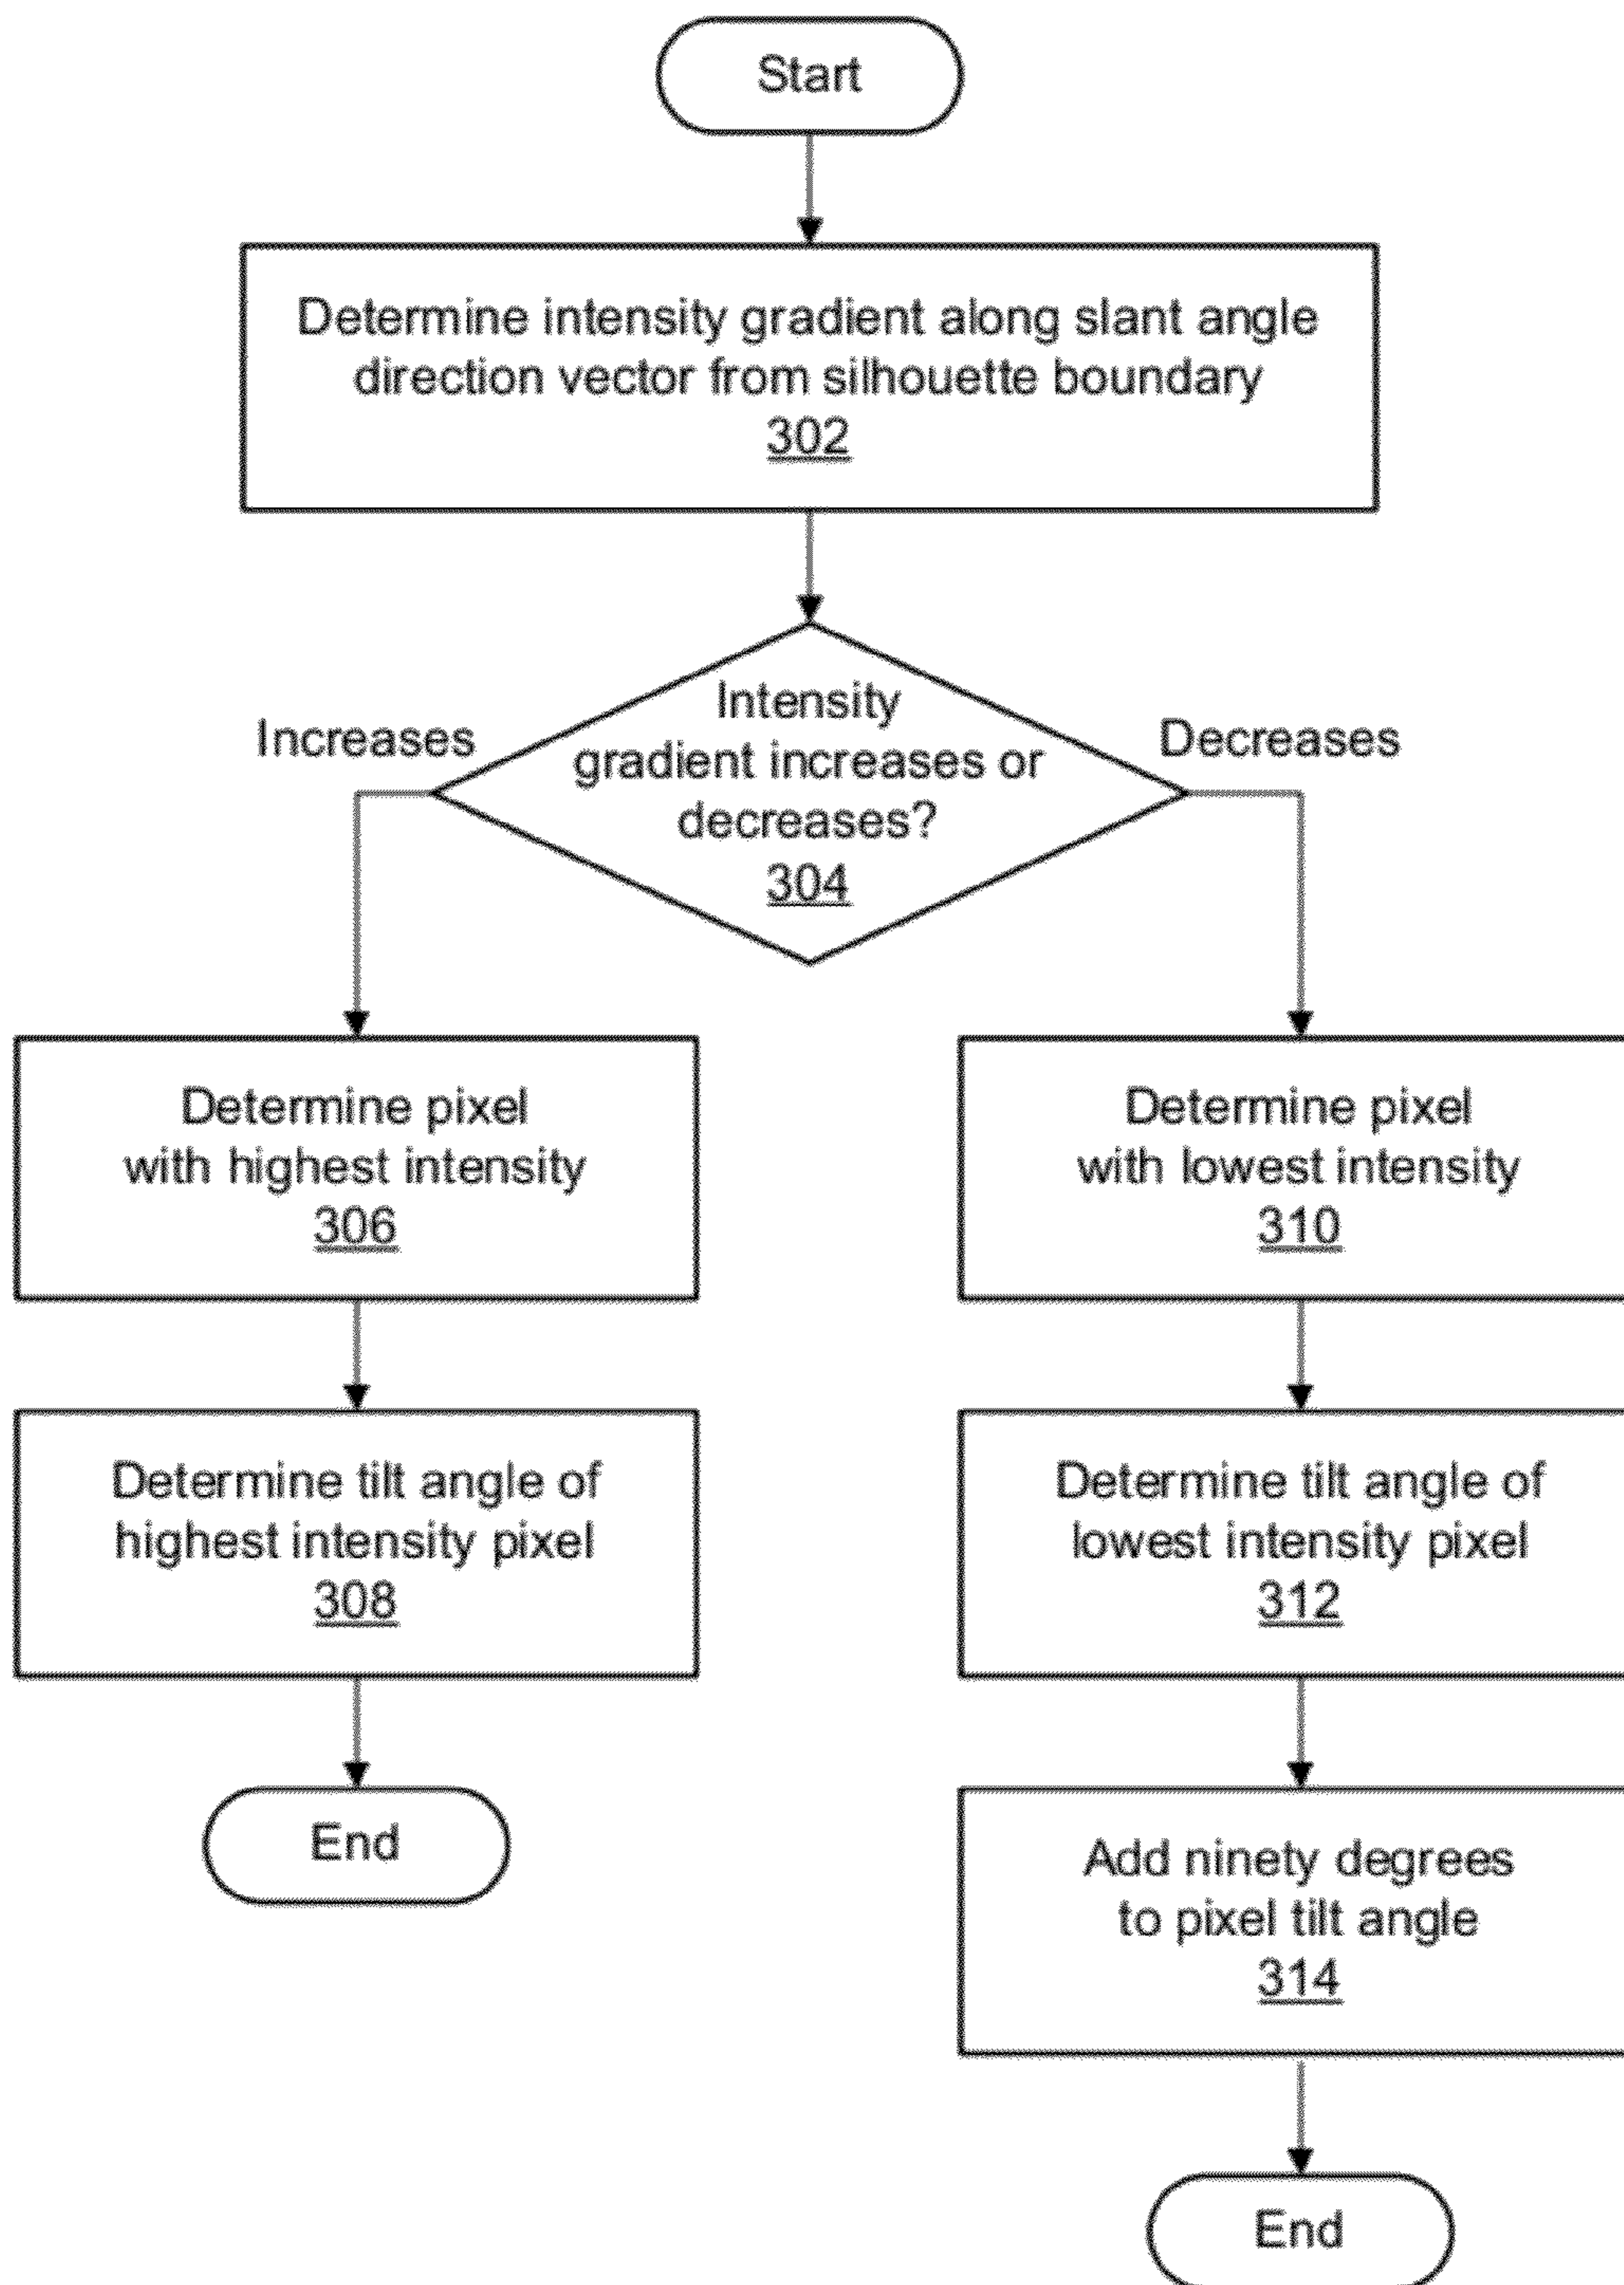 Start
Determine intensity gradient along slant angle
direction vector from silhouette boundary
302
Intensity
gradient increases or
decreases?
304
Increases
Decreases
Determine pixel
with highest intensity
306
Determine tilt angle of
highest intensity pixel
308
End
Determine pixel
with lowest intensity
310
Determine tilt angle of
lowest intensity pixel
312
Add ninety degrees
to pixel tilt angle
314
End